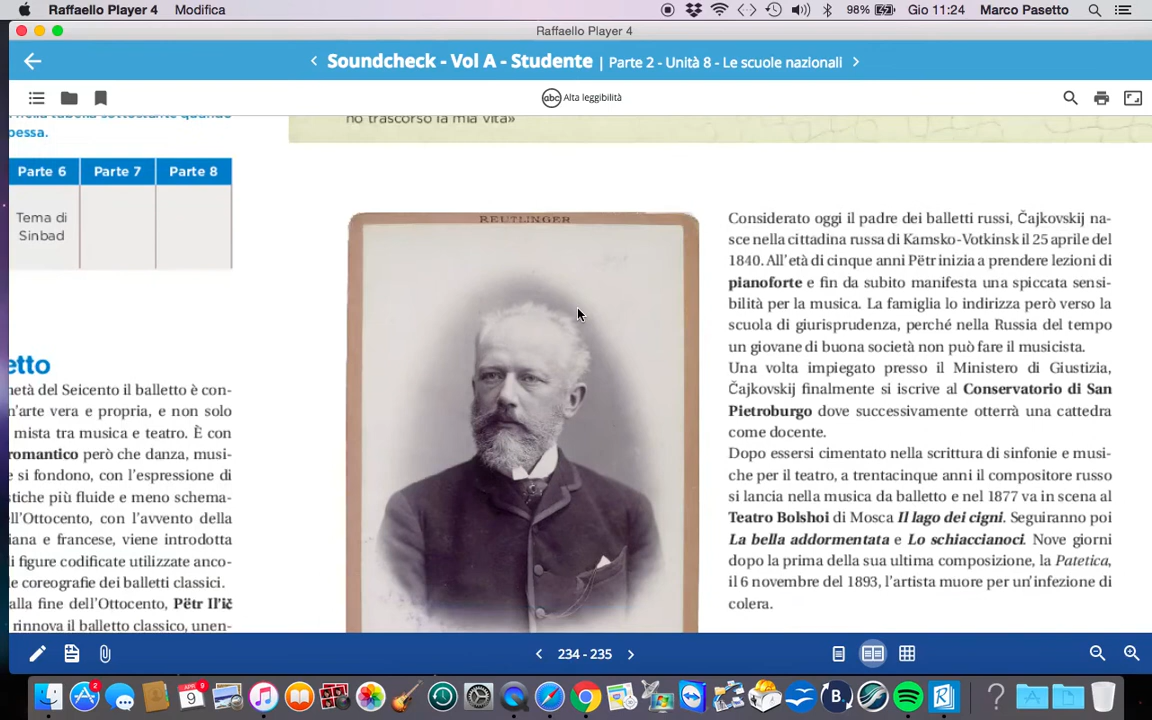 Raffaello Player 4 Modifica 98% Gio 11:24 Marco Pasetto
Raffaello Player 4
Soundcheck - Vol A - Studente | Parte 2 - Unità 8 - Le scuole nazionali
abc Alta leggibilità
nella tabella sottostante quando
pessa.
Parte 6 Parte 7 Parte 8
Tema di
Sinbad
etto
metà del Seicento il balletto è con-
n'arte vera e propria, e non solo
mista tra musica e teatro. È con
romantico però che danza, musi-
e si fondono, con l'espressione di
stiche più fluide e meno schema-
ell'Ottocento, con l'avvento della
iana e francese, viene introdotta
i figure codificate utilizzate anco-
le coreografie dei balletti classici.
alla fine dell'Ottocento, Pëtr Il'ič
rinnova il balletto classico, unen-
no trascorso la mia vita»
REUTLINGER
Considerato oggi il padre dei balletti russi, Čajkovskij na-
sce nella cittadina russa di Kamsko-Votkinsk il 25 aprile del
1840. All'età di cinque anni Pëtr inizia a prendere lezioni di
pianoforte e fin da subito manifesta una spiccata sensi-
bilità per la musica. La famiglia lo indirizza però verso la
scuola di giurisprudenza, perché nella Russia del tempo
un giovane di buona società non può fare il musicista.
Una volta impiegato presso il Ministero di Giustizia,
Čajkovskij finalmente si iscrive al Conservatorio di San
Pietroburgo dove successivamente otterrà una cattedra
come docente.
Dopo essersi cimentato nella scrittura di sinfonie e musi-
che per il teatro, a trentacinque anni il compositore russo
si lancia nella musica da balletto e nel 1877 va in scena al
Teatro Bolshoi di Mosca Il lago dei cigni. Seguiranno poi
La bella addormentata e Lo schiaccianoci. Nove giorni
dopo la prima della sua ultima composizione, la Patetica,
il 6 novembre del 1893, l'artista muore per un'infezione di
colera.
234 - 235